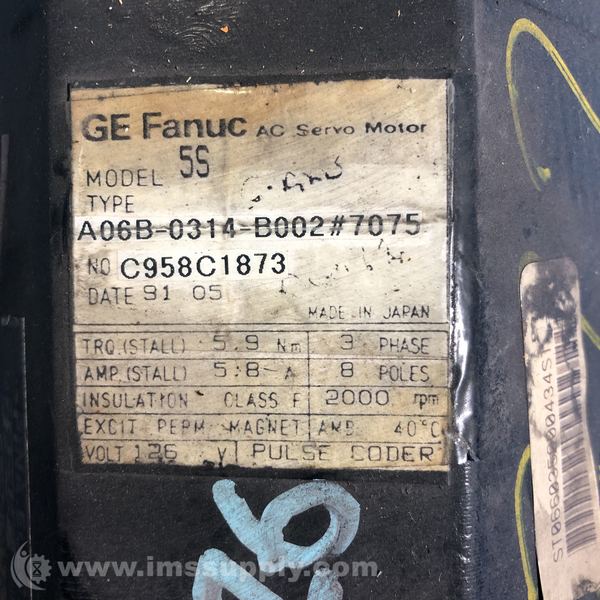 GE Fanuc AC Servo Motor
MODEL 5S
TYPE
A06B-0314-B002#7075
NO C958C1873
DATE 91 05
MADE IN JAPAN
TRQ.(STALL) 5.9 Nm 3 PHASE
AMP.(STALL) 5.8 A 8 POLES
INSULATION CLASS F 2000 rpm
EXCIT PERM MAGNET AMB 40°C
VOLT 126 V PULSE CODER
www.imssupply.com